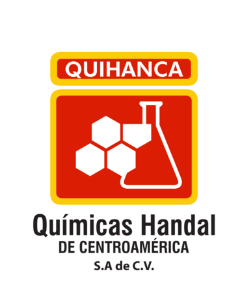 QUIHANCA
Químicas Handal
DE CENTROAMÉRICA
S.A de C.V.